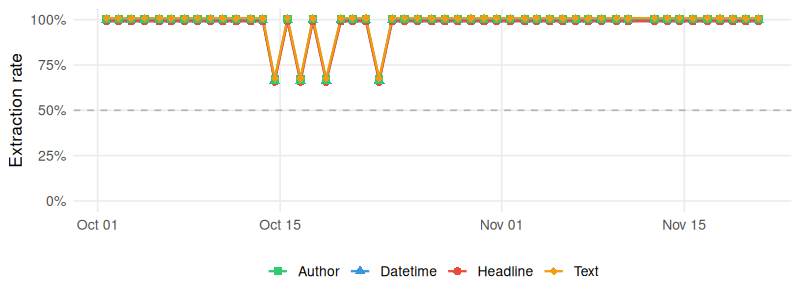 Extraction rate
100%
75%
50%
25%
0%
Oct 01 Oct 15 Nov 01 Nov 15
Author Datetime Headline Text